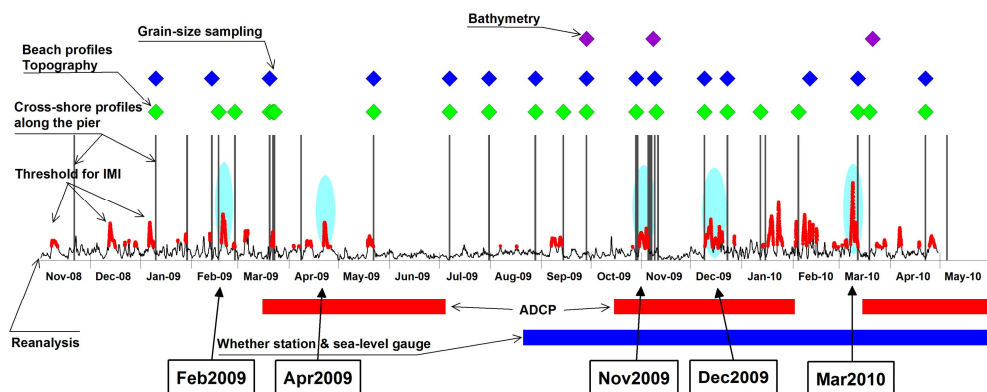 Bathymetry
Grain-size sampling
Beach profiles
Topography
Cross-shore profiles
along the pier
Threshold for IMI
Nov-08 Dec-08 Jan-09 Feb-09 Mar-09 Apr-09 May-09 Jun-09 Jul-09 Aug-09 Sep-09 Oct-09 Nov-09 Dec-09 Jan-10 Feb-10 Mar-10 Apr-10 May-10
ADCP
Reanalysis
Whether station & sea-level gauge
Feb2009 Apr2009 Nov2009 Dec2009 Mar2010